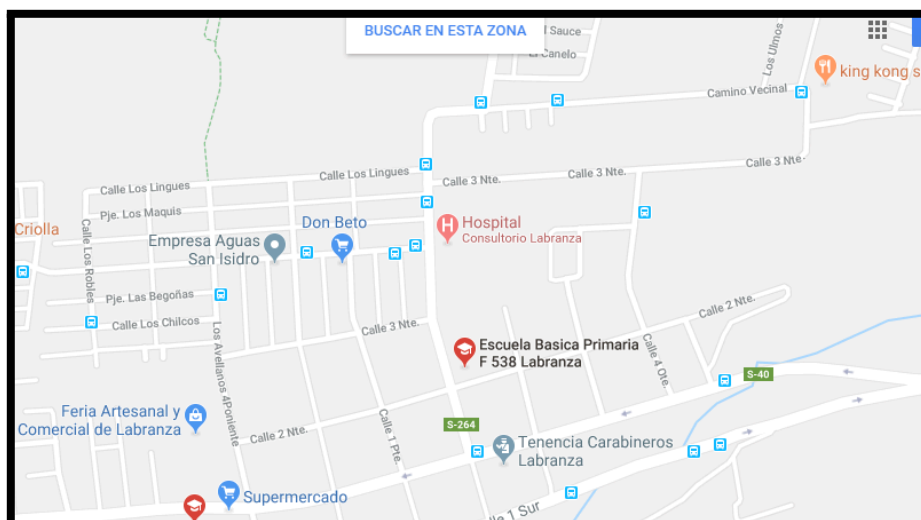 BUSCAR EN ESTA ZONA
l Sauce
El Canelo
Los Ulmos
king kong s
Camino Vecinal
Calle Los Lingues
Calle Los Lingues
Calle 3 Nte.
Calle 3 Nte.
Calle 3 Nte.
Pje. Los Maquis
Criolla
Don Beto
Hospital
Consultorio Labranza
Empresa Aguas
San Isidro
Calle Los Robles
Pje. Las Begoñas
Calle Los Chilcos
Calle 3 Nte.
Calle 2 Nte.
Los Avellanos 4Poniente
Escuela Basica Primaria
F 538 Labranza
Calle 4 Ote.
S-40
Feria Artesanal y
Comercial de Labranza
Calle 2 Nte.
Calle 1 Pte.
S-264
Tenencia Carabineros
Labranza
Supermercado
lle 1 Sur